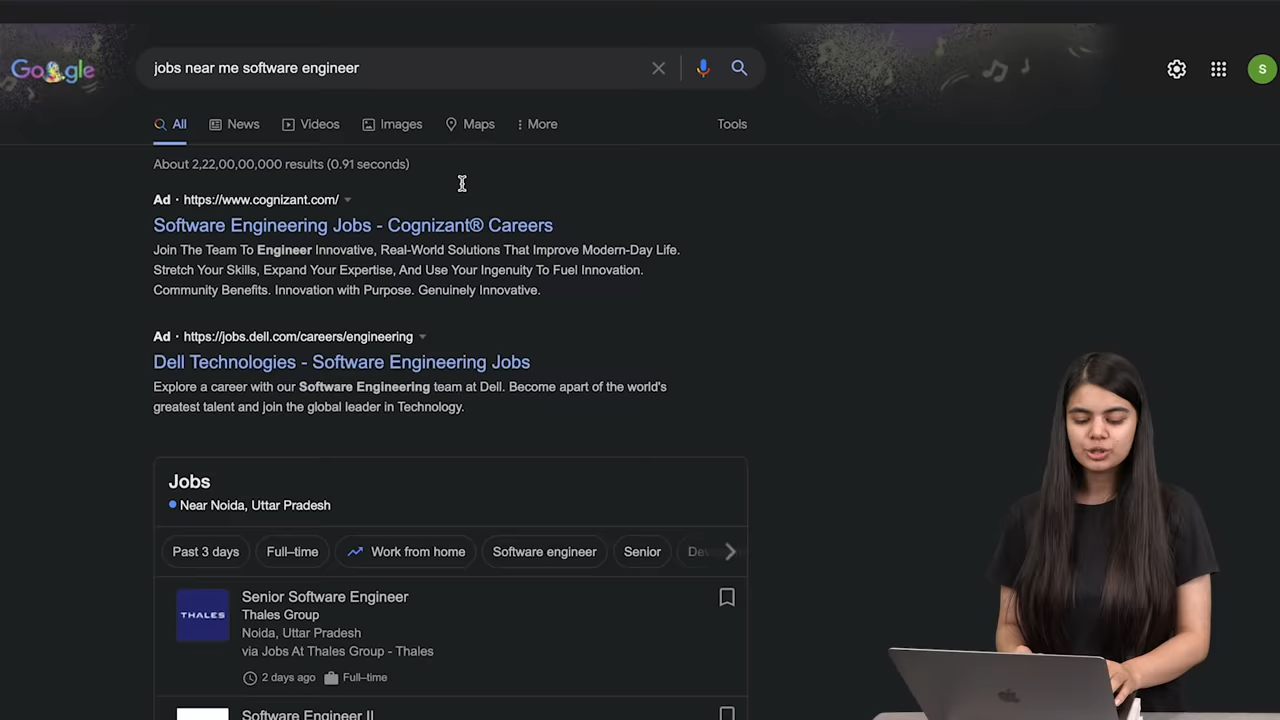 Google
jobs near me software engineer
S
All
News
Videos
Images
Maps
More
Tools
About 2,22,00,00,000 results (0.91 seconds)
Ad · https://www.cognizant.com/
Software Engineering Jobs - Cognizant® Careers
Join The Team To Engineer Innovative, Real-World Solutions That Improve Modern-Day Life.
Stretch Your Skills, Expand Your Expertise, And Use Your Ingenuity To Fuel Innovation.
Community Benefits. Innovation with Purpose. Genuinely Innovative.
Ad · https://jobs.dell.com/careers/engineering
Dell Technologies - Software Engineering Jobs
Explore a career with our Software Engineering team at Dell. Become apart of the world's
greatest talent and join the global leader in Technology.
Jobs
Near Noida, Uttar Pradesh
Past 3 days
Full-time
Work from home
Software engineer
Senior
THALES
Senior Software Engineer
Thales Group
Noida, Uttar Pradesh
via Jobs At Thales Group - Thales
2 days ago
Full-time
Software Engineer II